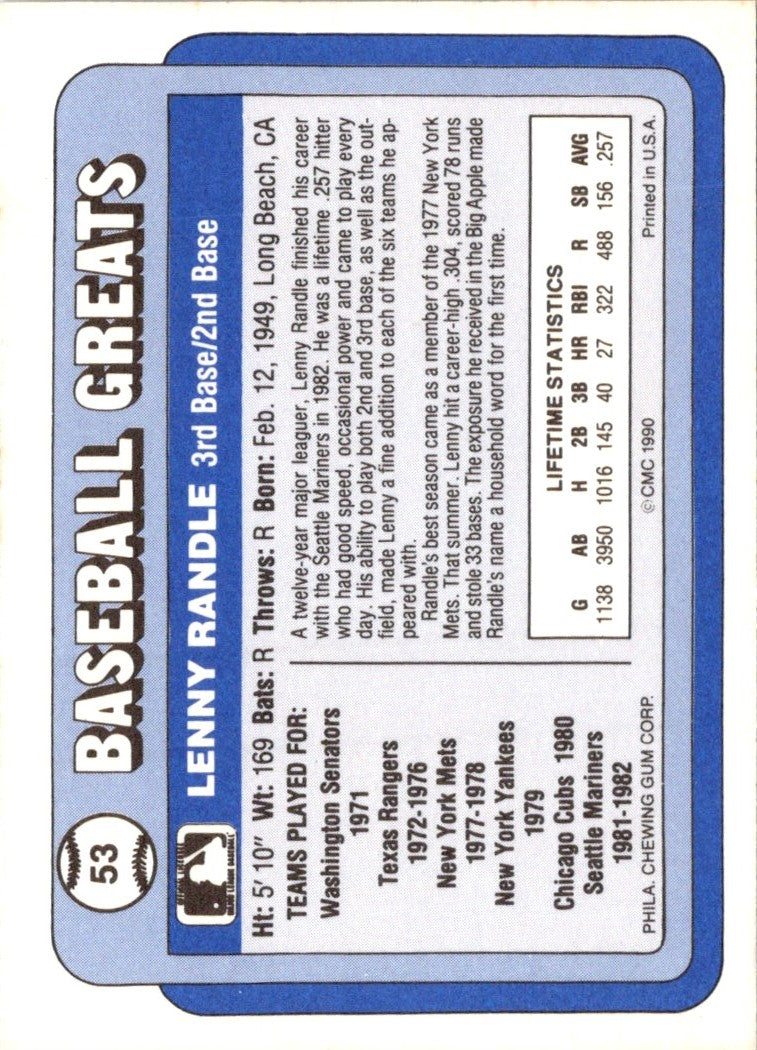 53
BASEBALL GREATS
LENNY RANDLE 3rd Base/2nd Base
Ht: 5' 10" Wt: 169 Bats: R Throws: R Born: Feb. 12, 1949, Long Beach, CA
TEAMS PLAYED FOR:
Washington Senators
1971
Texas Rangers
1972-1976
New York Mets
1977-1978
New York Yankees
1979
Chicago Cubs 1980
Seattle Mariners
1981-1982
A twelve-year major leaguer, Lenny Randle finished his career
with the Seattle Mariners in 1982. He was a lifetime .257 hitter
who had good speed, occasional power and came to play every
day. His ability to play both 2nd and 3rd base, as well as the out-
field, made Lenny a fine addition to each of the six teams he ap-
peared with.
Randle's best season came as a member of the 1977 New York
Mets. That summer. Lenny hit a career-high .304, scored 78 runs
and stole 33 bases. The exposure he received in the Big Apple made
Randle's name a household word for the first time.
LIFETIME STATISTICS
G AB H 2B 3B HR RBI R SB AVG
1138 3950 1016 145 40 27 322 488 156 .257
PHILA. CHEWING GUM CORP. © CMC 1990 Printed in U.S.A.